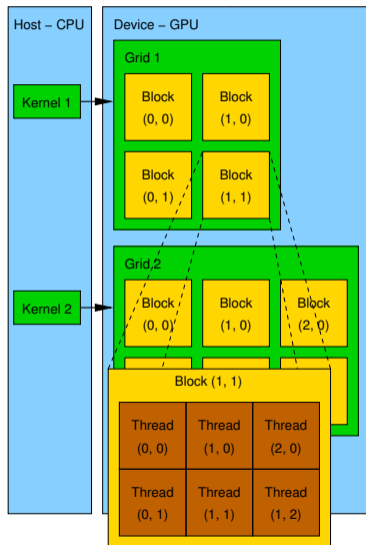 Host – CPU
Device – GPU
Grid 1
Kernel 1
Block
(0, 0)
Block
(1, 0)
Block
(0, 1)
Block
(1, 1)
Grid 2
Kernel 2
Block
(0, 0)
Block
(1, 0)
Block
(2, 0)
Block (1, 1)
Thread
(0, 0)
Thread
(1, 0)
Thread
(2, 0)
Thread
(0, 1)
Thread
(1, 1)
Thread
(1, 2)